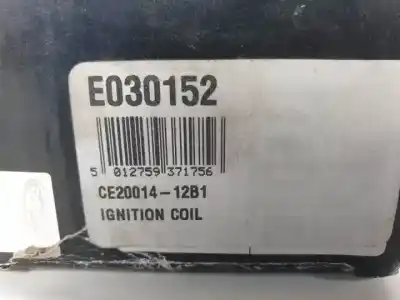 E030152
5 012759 371756
CE20014-12B1
IGNITION COIL